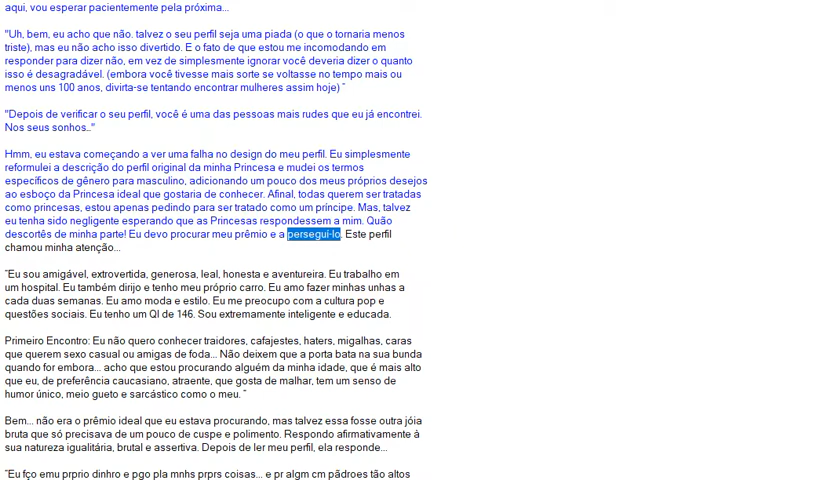 aqui, vou esperar pacientemente pela próxima...
"Uh, bem, eu acho que não. talvez o seu perfil seja uma piada (o que o tornaria menos
triste), mas eu não acho isso divertido. E o fato de que estou me incomodando em
responder para dizer não, em vez de simplesmente ignorar você deveria dizer o quanto
isso é desagradável. (embora você tivesse mais sorte se voltasse no tempo mais ou
menos uns 100 anos, divirta-se tentando encontrar mulheres assim hoje) "
"Depois de verificar o seu perfil, você é uma das pessoas mais rudes que eu já encontrei.
Nos seus sonhos.."
Hmm, eu estava começando a ver uma falha no design do meu perfil. Eu simplesmente
reformulei a descrição do perfil original da minha Princesa e mudei os termos
específicos de gênero para masculino, adicionando um pouco dos meus próprios desejos
ao esboço da Princesa ideal que gostaria de conhecer. Afinal, todas querem ser tratadas
como princesas, estou apenas pedindo para ser tratado como um príncipe. Mas, talvez
eu tenha sido negligente esperando que as Princesas respondessem a mim. Quão
descortês de minha parte! Eu devo procurar meu prêmio e a persegui-lo. Este perfil
chamou minha atenção...
"Eu sou amigável, extrovertida, generosa, leal, honesta e aventureira. Eu trabalho em
um hospital. Eu também dirijo e tenho meu próprio carro. Eu amo fazer minhas unhas a
cada duas semanas. Eu amo moda e estilo. Eu me preocupo com a cultura pop e
questões sociais. Eu tenho um QI de 146. Sou extremamente inteligente e educada.
Primeiro Encontro: Eu não quero conhecer traidores, cafajestes, haters, migalhas, caras
que querem sexo casual ou amigas de foda... Não deixem que a porta bata na sua bunda
quando for embora... acho que estou procurando alguém da minha idade, que é mais alto
que eu, de preferência caucasiano, atraente, que gosta de malhar, tem um senso de
humor único, meio gueto e sarcástico como o meu. "
Bem... não era o prêmio ideal que eu estava procurando, mas talvez essa fosse outra jóia
bruta que só precisava de um pouco de cuspe e polimento. Respondo afirmativamente à
sua natureza igualitária, brutal e assertiva. Depois de ler meu perfil, ela responde...
"Eu fço emu prprio dinhro e pgo pla mnhs prprs coisas... e pr algm cm pãdroes tão altos